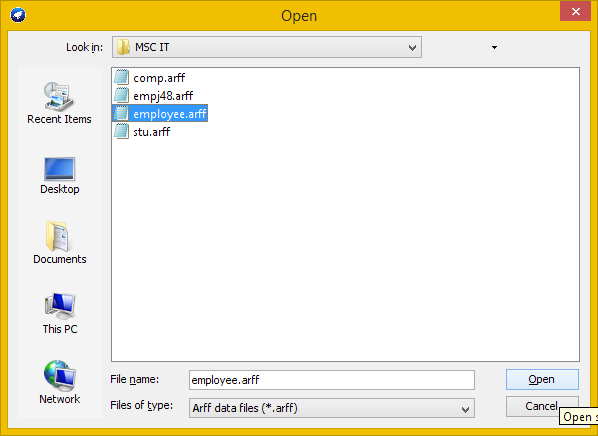 Open
Look in: MSC IT
comp.arff
empj48.arff
employee.arff
stu.arff
Recent Items
Desktop
Documents
This PC
Network
File name: employee.arff Open
Files of type: Arff data files (*.arff) Cancel
Open s